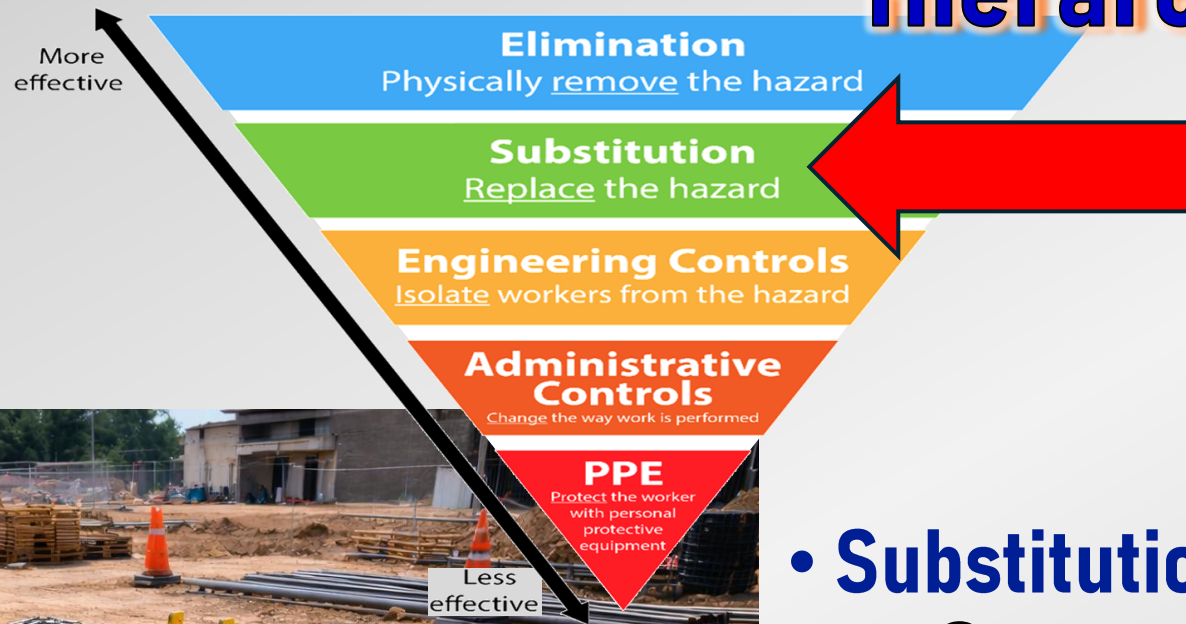 More
effective
Elimination
Physically remove the hazard
Substitution
Replace the hazard
Engineering Controls
Isolate workers from the hazard
Administrative
Controls
Change the way work is performed
PPE
Protect the worker
with personal
protective
equipment
Less
effective
• Substitutio